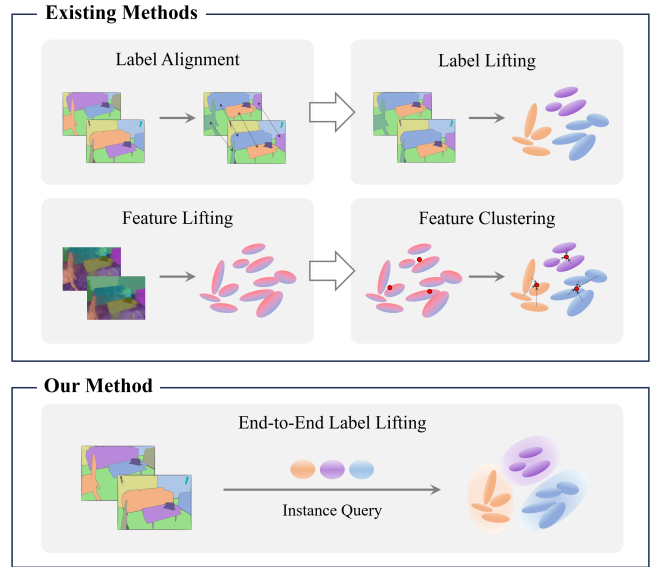 Existing Methods
Label Alignment
Label Lifting
Feature Lifting
Feature Clustering
Our Method
End-to-End Label Lifting
Instance Query